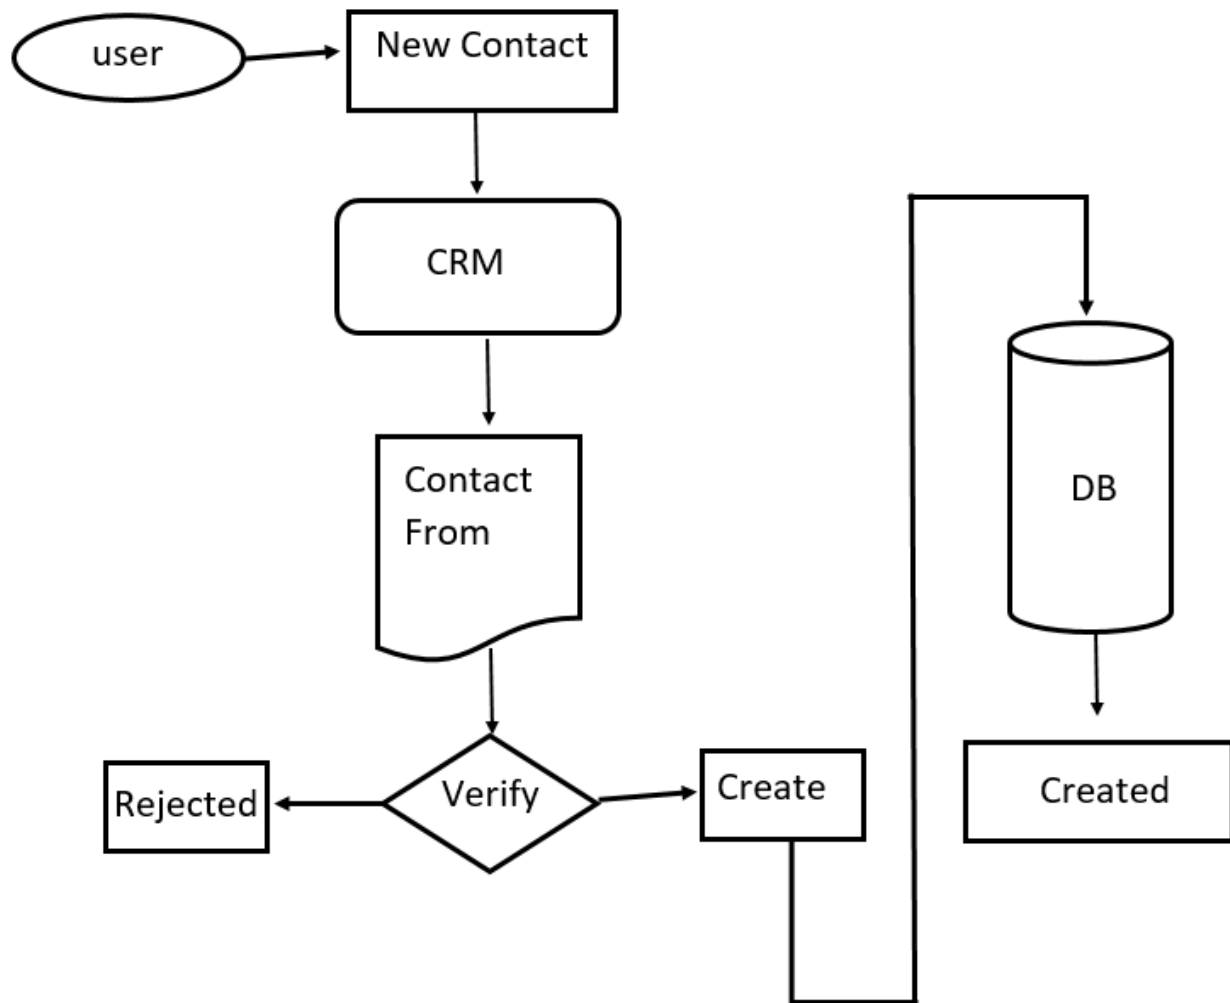 user
New Contact
CRM
Contact
From
Verify
Rejected
Create
DB
Created